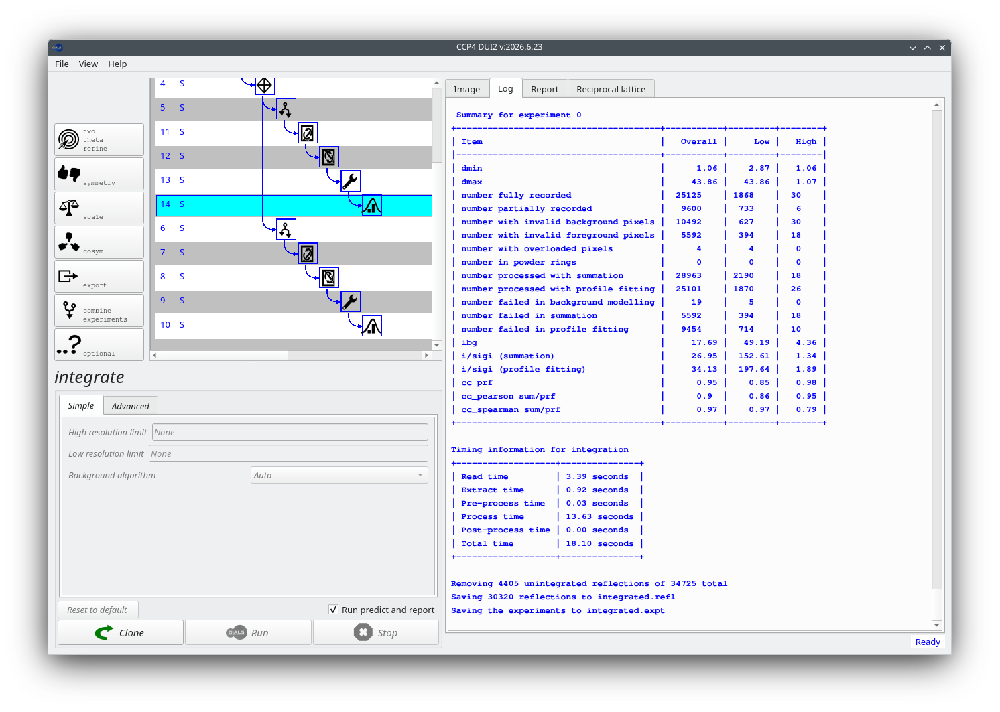 CCP4 DUI2 v:2026.6.23
File View Help
two
theta
refine
symmetry
scale
cosym
export
combine
experiments
optional
4 S
5 S
11 S
12 S
13 S
14 S
6 S
7 S
8 S
9 S
10 S
integrate
Simple Advanced
High resolution limit None
Low resolution limit None
Background algorithm Auto
Reset to default Run predict and report
Clone DIALS Run Stop
Image Log Report Reciprocal lattice
Summary for experiment 0
+---------------------------------------+-----------+---------+--------+
| Item | Overall | Low | High |
|---------------------------------------+-----------+---------+--------|
| dmin | 1.06 | 2.87 | 1.06 |
| dmax | 43.86 | 43.86 | 1.07 |
| number fully recorded | 25125 | 1868 | 30 |
| number partially recorded | 9600 | 733 | 6 |
| number with invalid background pixels | 10492 | 627 | 30 |
| number with invalid foreground pixels | 5592 | 394 | 18 |
| number with overloaded pixels | 4 | 4 | 0 |
| number in powder rings | 0 | 0 | 0 |
| number processed with summation | 28963 | 2190 | 18 |
| number processed with profile fitting | 25101 | 1870 | 26 |
| number failed in background modelling | 19 | 5 | 0 |
| number failed in summation | 5592 | 394 | 18 |
| number failed in profile fitting | 9454 | 714 | 10 |
| ibg | 17.69 | 49.19 | 4.36 |
| i/sigi (summation) | 26.95 | 152.61 | 1.34 |
| i/sigi (profile fitting) | 34.13 | 197.64 | 1.89 |
| cc prf | 0.95 | 0.85 | 0.98 |
| cc_pearson sum/prf | 0.9 | 0.86 | 0.95 |
| cc_spearman sum/prf | 0.97 | 0.97 | 0.79 |
+---------------------------------------+-----------+---------+--------+
Timing information for integration
+-------------------+---------------+
| Read time | 3.39 seconds |
| Extract time | 0.92 seconds |
| Pre-process time | 0.03 seconds |
| Process time | 13.63 seconds |
| Post-process time | 0.00 seconds |
| Total time | 18.10 seconds |
+-------------------+---------------+
Removing 4405 unintegrated reflections of 34725 total
Saving 30320 reflections to integrated.refl
Saving the experiments to integrated.expt
Ready